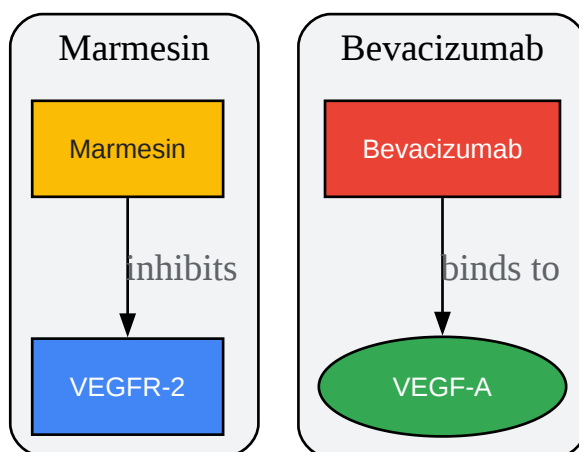 Marmesin
Marmesin
inhibits
VEGFR-2
Bevacizumab
Bevacizumab
binds to
VEGF-A